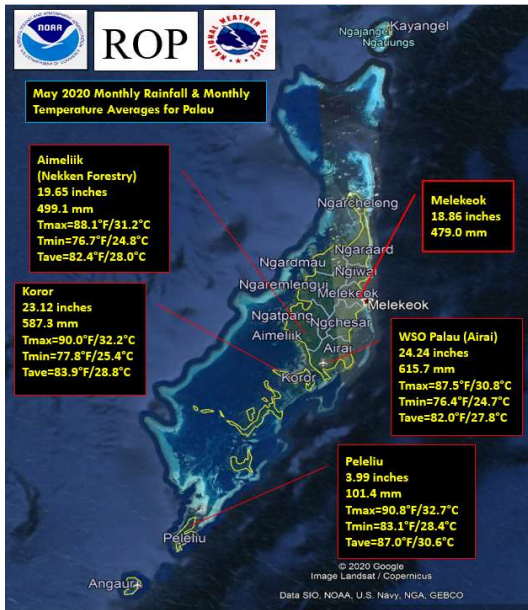 NOAA
ROP
NATIONAL WEATHER SERVICE
Kayangel
Ngajangel
Ngariungs
May 2020 Monthly Rainfall & Monthly
Temperature Averages for Palau
Aimeliik
(Nekken Forestry)
19.65 inches
499.1 mm
Tmax=88.1°F/31.2°C
Tmin=76.7°F/24.8°C
Tave=82.4°F/28.0°C
Melekeok
18.86 inches
479.0 mm
Ngarchelong
Ngaraard
Ngardmau
Ngiwal
Ngaremlengui
Melekeok
Melekeok
Ngatpang
Ngchesar
Aimeliik
Airai
Koror
Koror
23.12 inches
587.3 mm
Tmax=90.0°F/32.2°C
Tmin=77.8°F/25.4°C
Tave=83.9°F/28.8°C
WSO Palau (Airai)
24.24 inches
615.7 mm
Tmax=87.5°F/30.8°C
Tmin=76.4°F/24.7°C
Tave=82.0°F/27.8°C
Peleliu
3.99 inches
101.4 mm
Tmax=90.8°F/32.7°C
Tmin=83.1°F/28.4°C
Tave=87.0°F/30.6°C
Peleliu
Angaur
© 2020 Google
Image Landsat / Copernicus
Data SIO, NOAA, U.S. Navy, NGA, GEBCO